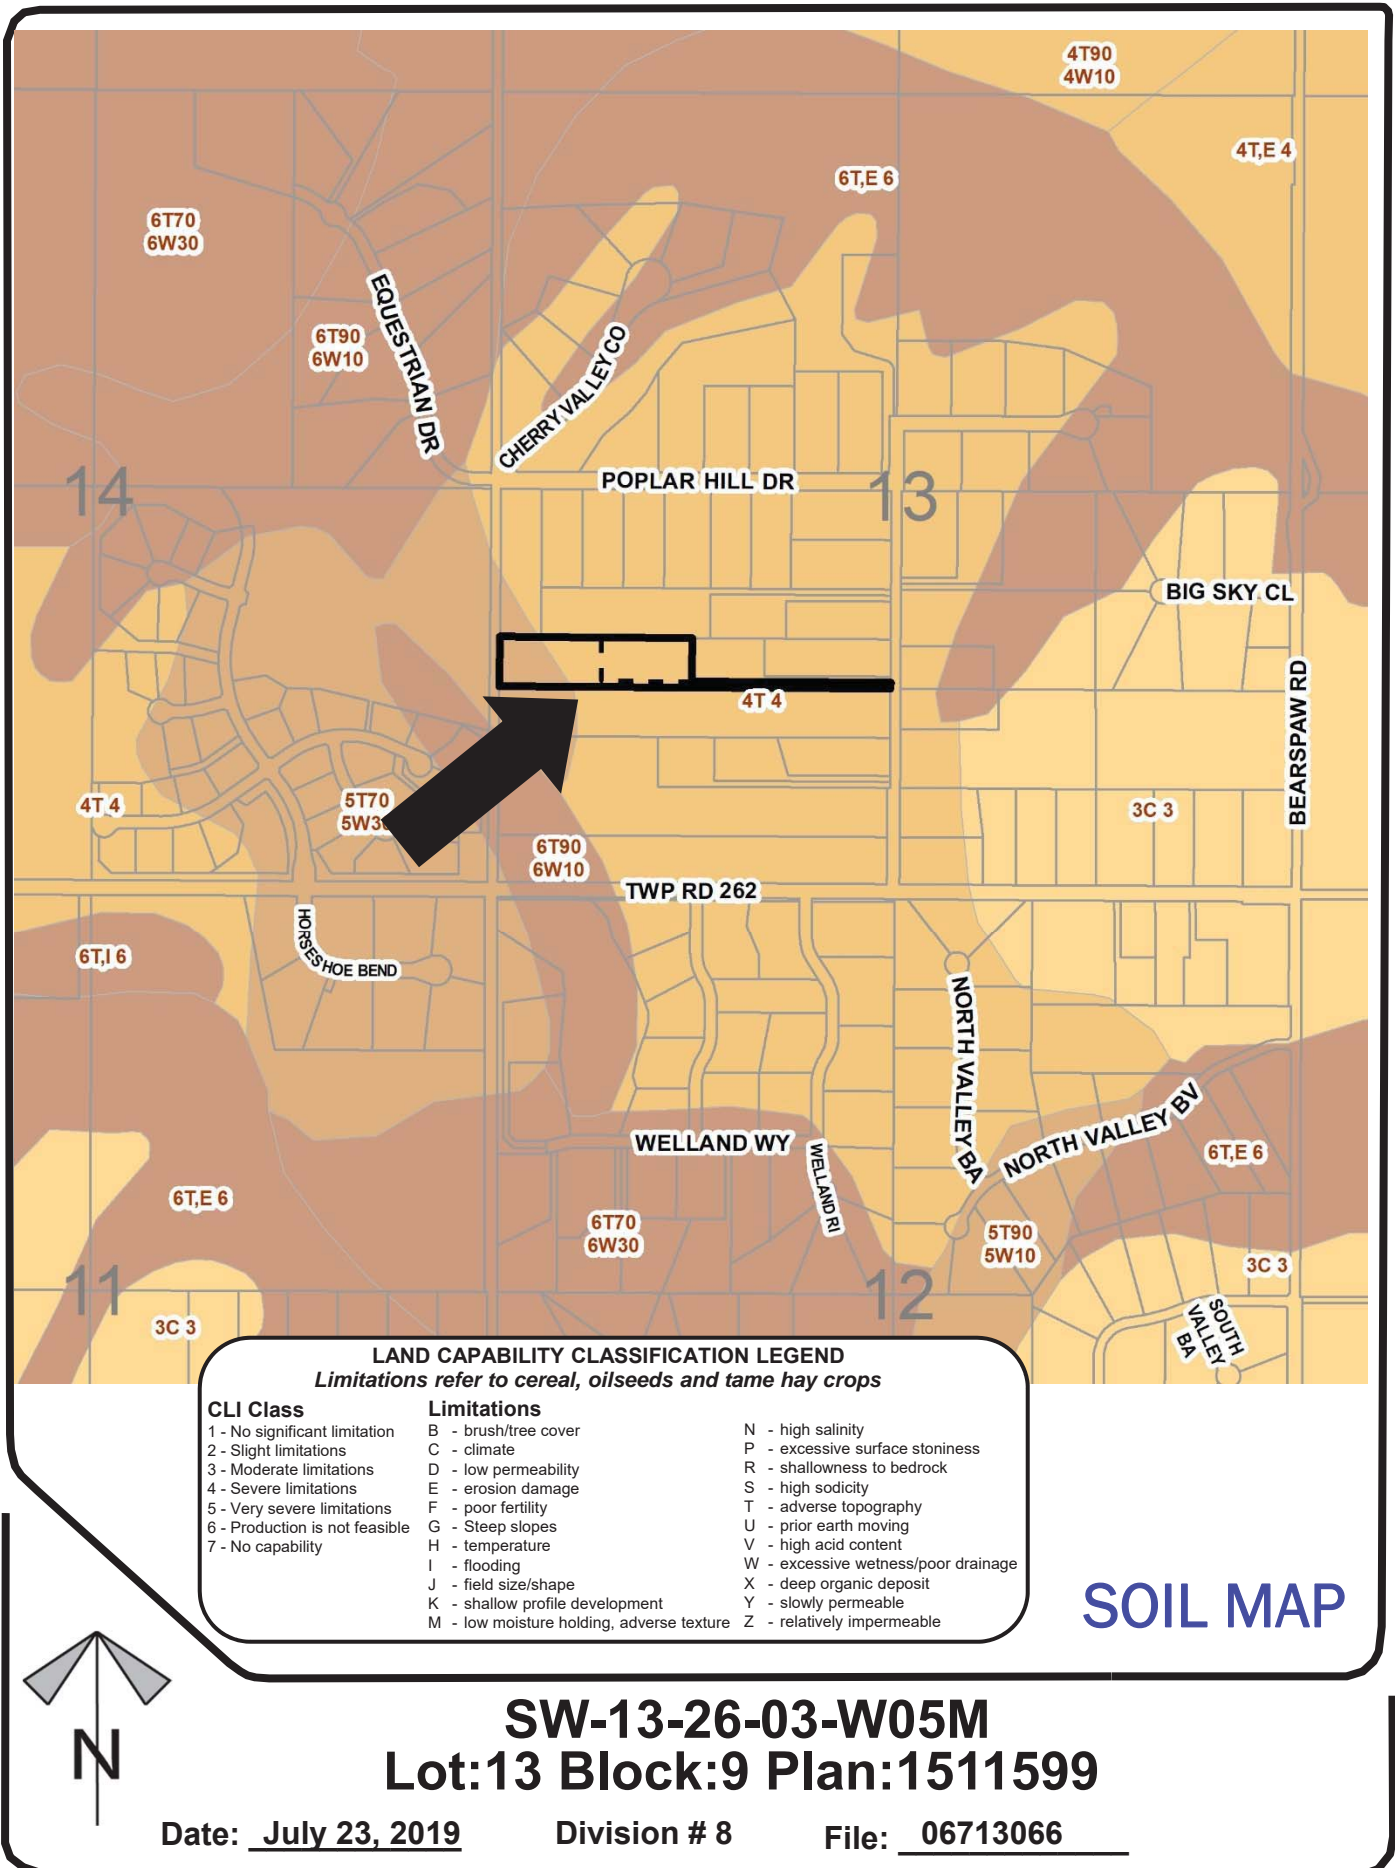 4T90
4W10
4T,E 4
6T,E 6
6T70
6W30
EQUESTRIAN DR
6T90
6W10
CHERRY VALLEY CO
POPLAR HILL DR
14
13
BIG SKY CL
BEARSPAW RD
4T 4
4T 4
5T70
3C 3
6T90
6W10
TWP RD 262
HORSESHOE BEND
6T,I 6
NORTH VALLEY BA
NORTH VALLEY BV
WELLAND WY
WELLAND RI
6T,E 6
6T,E 6
6T70
6W30
5T90
5W10
3C 3
11
12
3C 3
SOUTH
VALLEY
BA
LAND CAPABILITY CLASSIFICATION LEGEND
Limitations refer to cereal, oilseeds and tame hay crops
CLI Class
1 - No significant limitation
2 - Slight limitations
3 - Moderate limitations
4 - Severe limitations
5 - Very severe limitations
6 - Production is not feasible
7 - No capability
Limitations
B - brush/tree cover
C - climate
D - low permeability
E - erosion damage
F - poor fertility
G - Steep slopes
H - temperature
I - flooding
J - field size/shape
K - shallow profile development
M - low moisture holding, adverse texture
N - high salinity
P - excessive surface stoniness
R - shallowness to bedrock
S - high sodicity
T - adverse topography
U - prior earth moving
V - high acid content
W - excessive wetness/poor drainage
X - deep organic deposit
Y - slowly permeable
Z - relatively impermeable
SOIL MAP
N
SW-13-26-03-W05M
Lot:13 Block:9 Plan:1511599
Date: July 23, 2019 Division # 8 File: 06713066